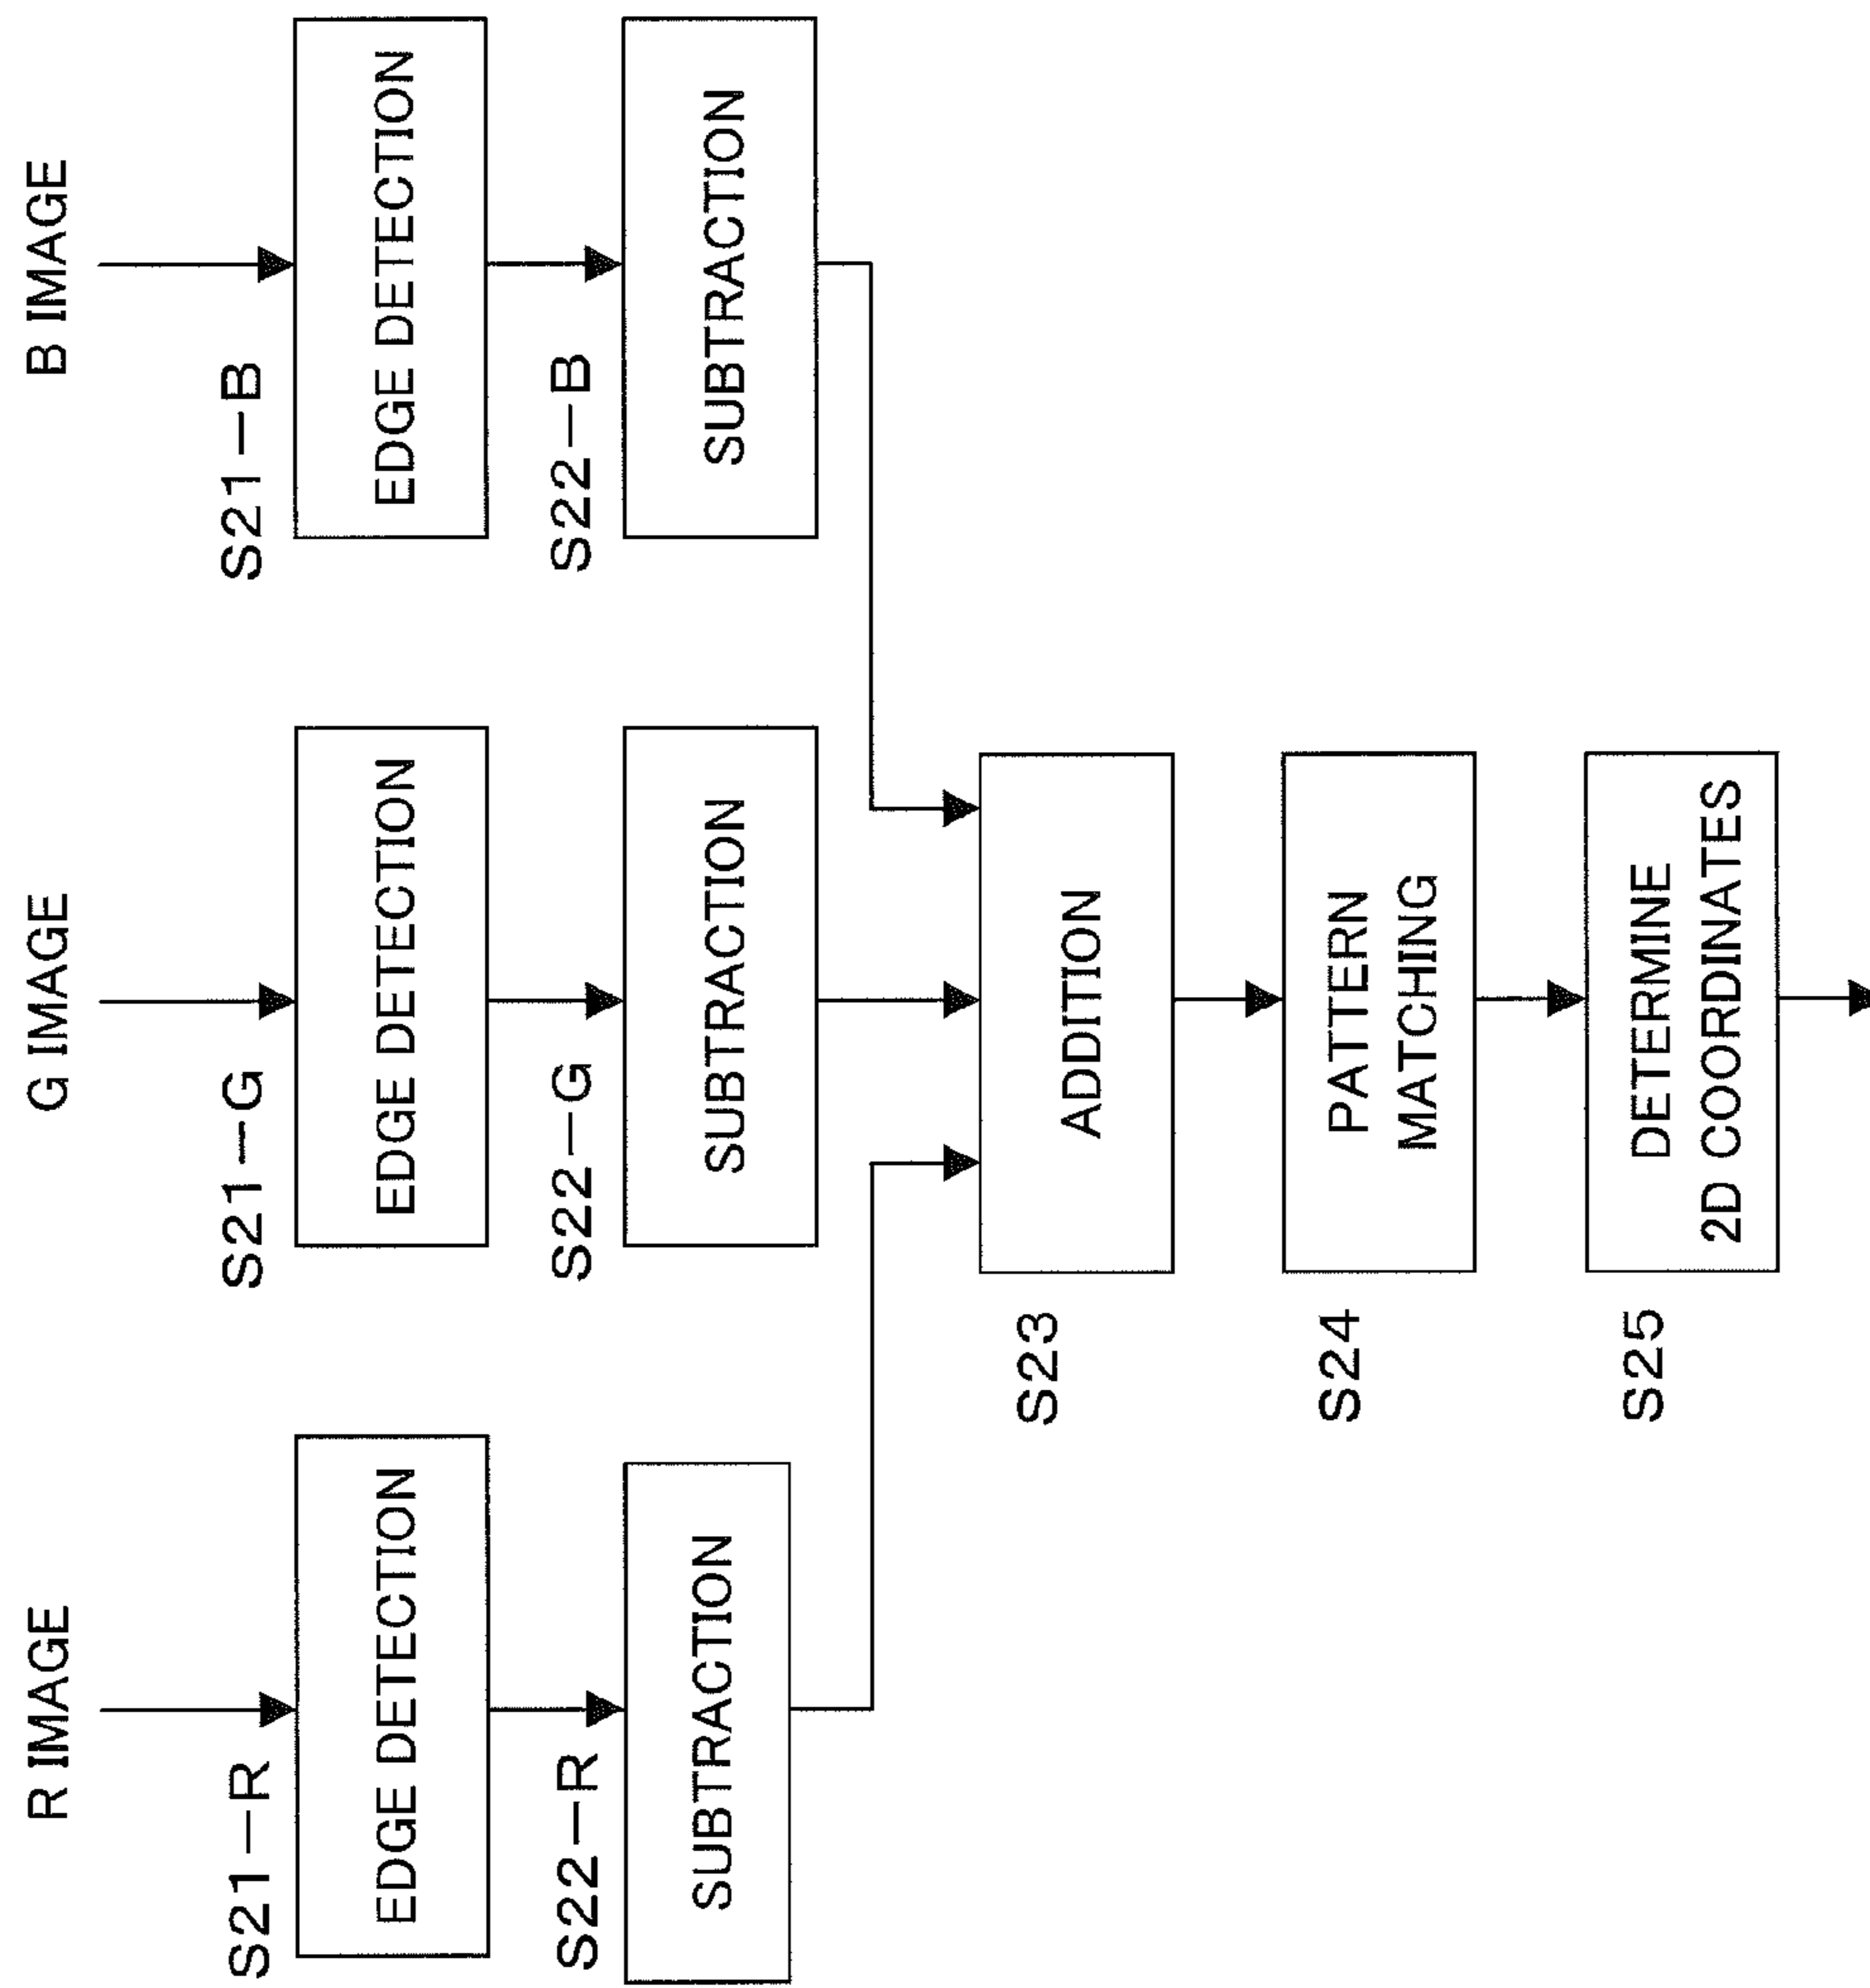 R IMAGE
G IMAGE
B IMAGE
S21-R
S21-G
S21-B
EDGE DETECTION
EDGE DETECTION
EDGE DETECTION
S22-R
S22-G
S22-B
SUBTRACTION
SUBTRACTION
SUBTRACTION
S23
ADDITION
S24
PATTERN
MATCHING
S25
DETERMINE
2D COORDINATES